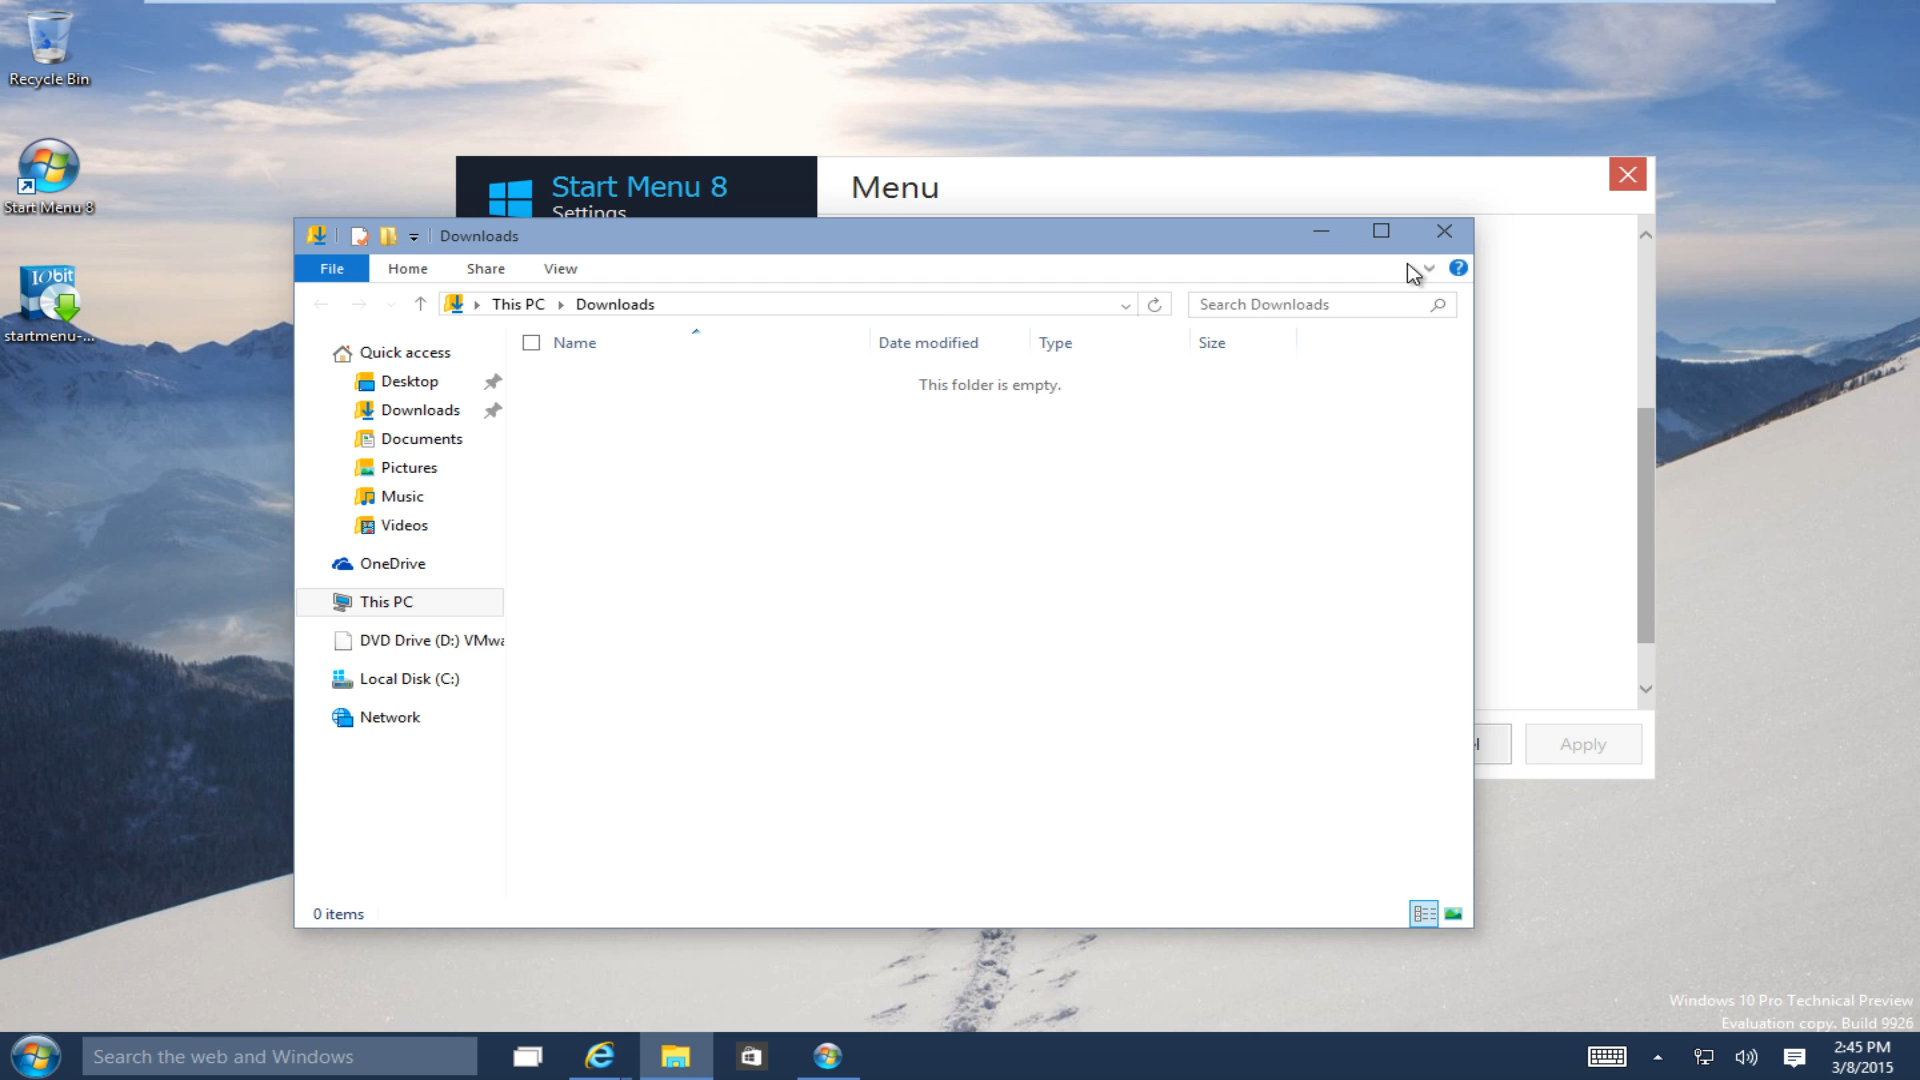 Recycle Bin
Start Menu 8
IObit
startmenu-...
Start Menu 8
Settings
Menu
Downloads
File Home Share View
This PC Downloads
Search Downloads
Name Date modified Type Size
This folder is empty.
Quick access
Desktop
Downloads
Documents
Pictures
Music
Videos
OneDrive
This PC
DVD Drive (D:) VMwa
Local Disk (C:)
Network
0 items
Apply
Windows 10 Pro Technical Preview
Evaluation copy. Build 9926
Search the web and Windows
2:45 PM
3/8/2015